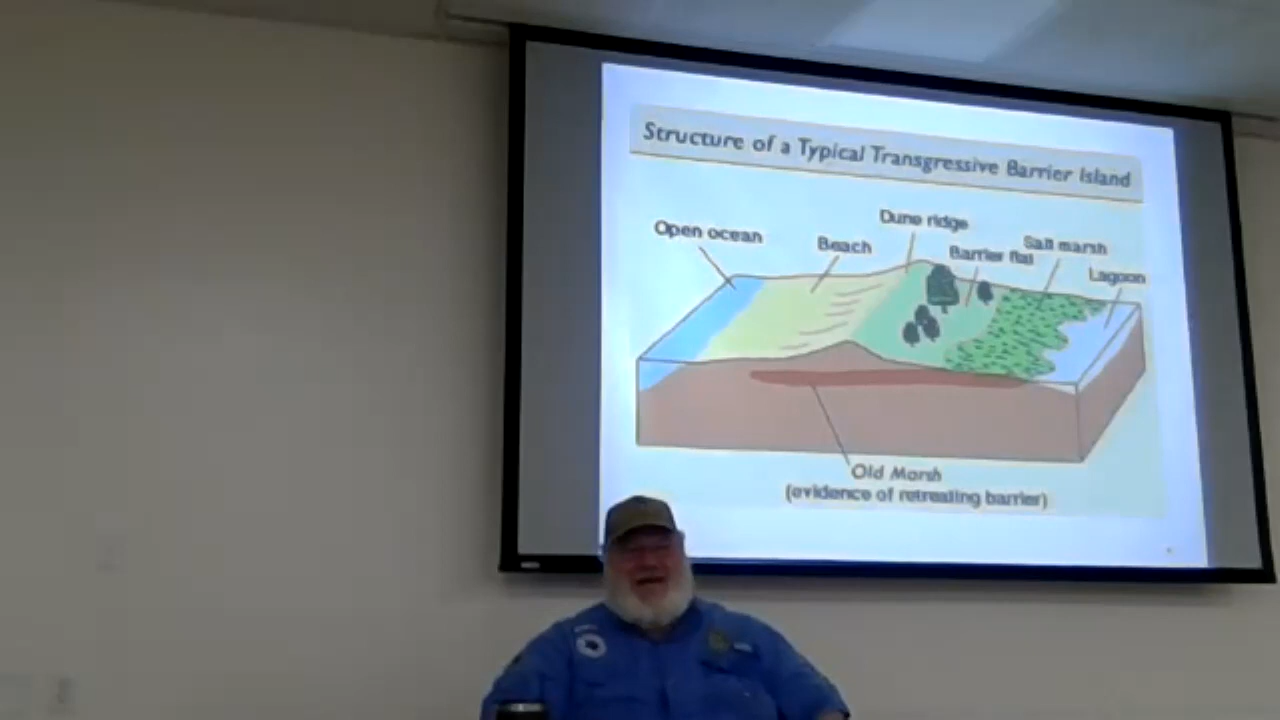 Structure of a Typical Transgressive Barrier Island
Open ocean
Beach
Dune ridge
Barrier flat
Salt marsh
Lagoon
Old Marsh
(evidence of retreating barrier)